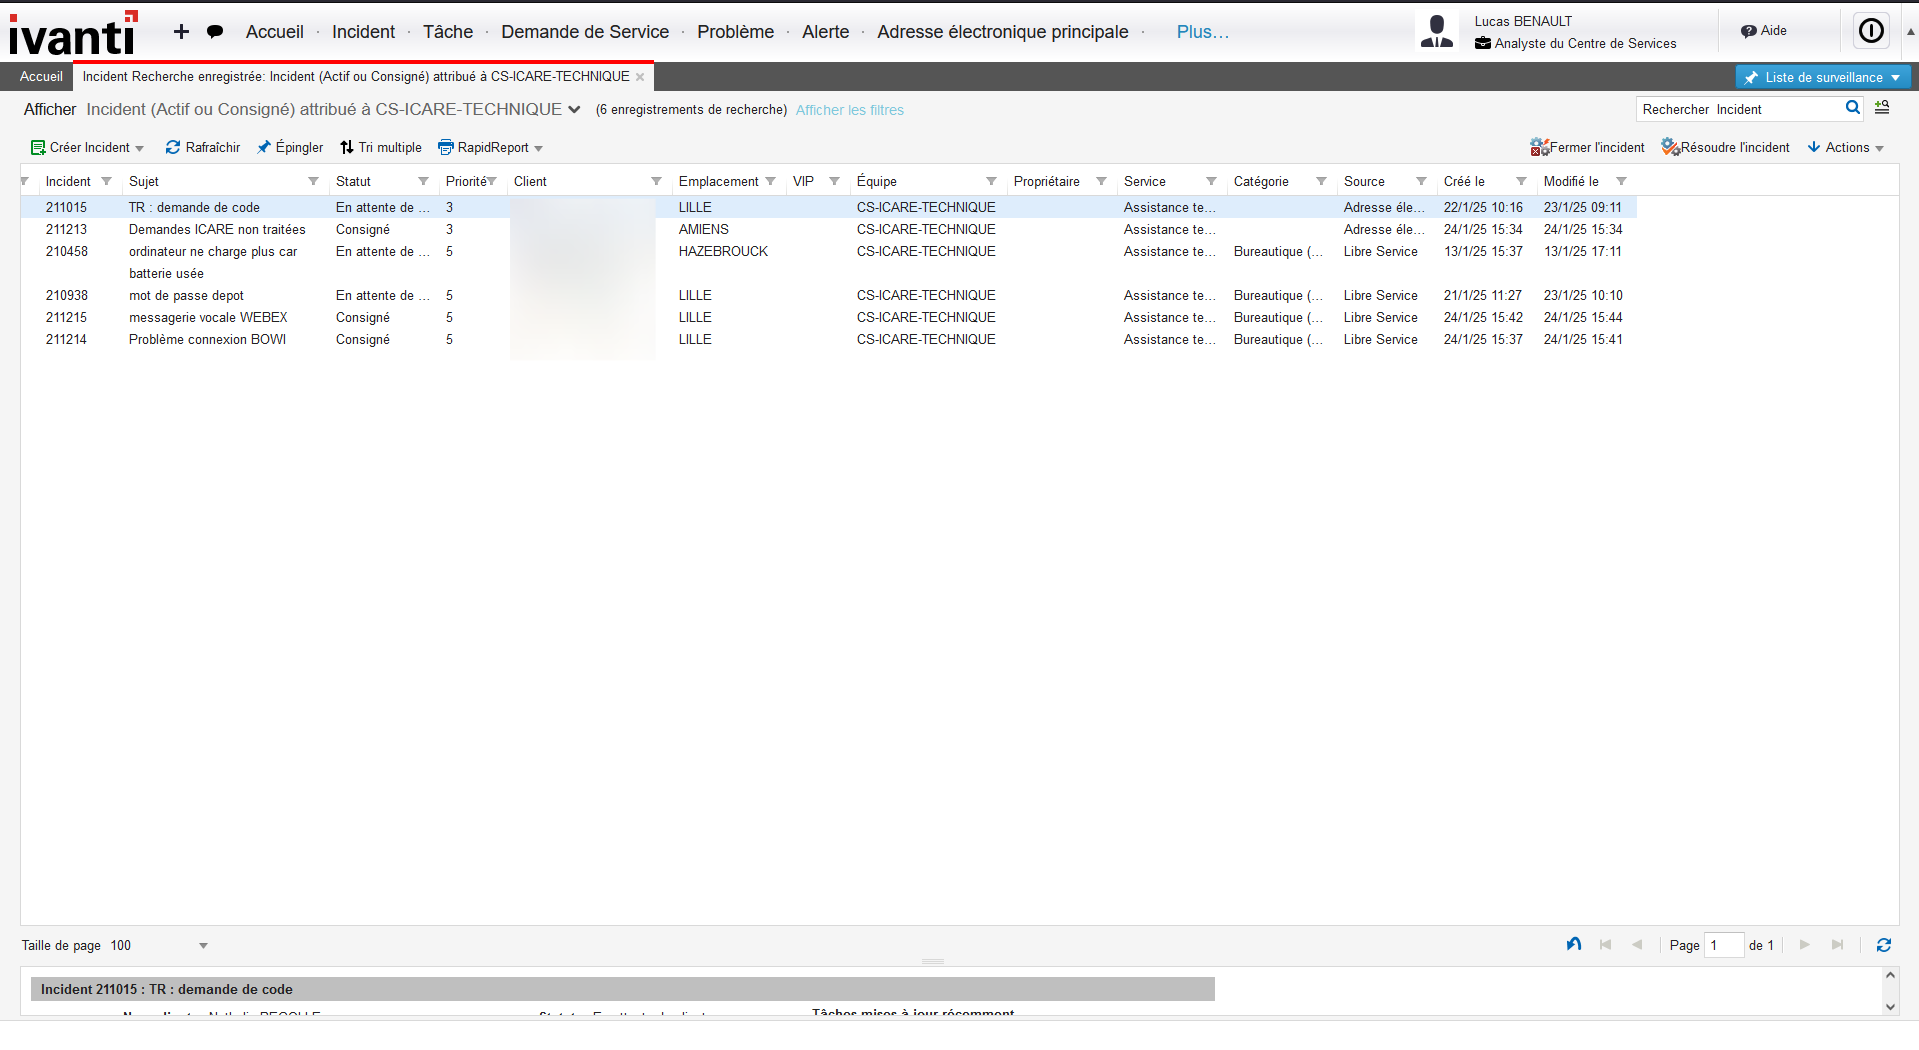 ivanti
Accueil · Incident · Tâche · Demande de Service · Problème · Alerte · Adresse électronique principale · Plus…
Lucas BENAULT
Analyste du Centre de Services
Aide
Accueil
Incident Recherche enregistrée: Incident (Actif ou Consigné) attribué à CS-ICARE-TECHNIQUE
Liste de surveillance
Afficher Incident (Actif ou Consigné) attribué à CS-ICARE-TECHNIQUE (6 enregistrements de recherche) Afficher les filtres
Rechercher Incident
Créer Incident Rafraîchir Épingler Tri multiple RapidReport
Fermer l'incident Résoudre l'incident Actions
Incident Sujet Statut Priorité Client Emplacement VIP Équipe Propriétaire Service Catégorie Source Créé le Modifié le
211015 TR : demande de code En attente de ... 3 LILLE CS-ICARE-TECHNIQUE Assistance te... Adresse éle... 22/1/25 10:16 23/1/25 09:11
211213 Demandes ICARE non traitées Consigné 3 AMIENS CS-ICARE-TECHNIQUE Assistance te... Adresse éle... 24/1/25 15:34 24/1/25 15:34
210458 ordinateur ne charge plus car En attente de ... 5 HAZEBROUCK CS-ICARE-TECHNIQUE Assistance te... Bureautique (... Libre Service 13/1/25 15:37 13/1/25 17:11
batterie usée
210938 mot de passe depot En attente de ... 5 LILLE CS-ICARE-TECHNIQUE Assistance te... Bureautique (... Libre Service 21/1/25 11:27 23/1/25 10:10
211215 messagerie vocale WEBEX Consigné 5 LILLE CS-ICARE-TECHNIQUE Assistance te... Bureautique (... Libre Service 24/1/25 15:42 24/1/25 15:44
211214 Problème connexion BOWI Consigné 5 LILLE CS-ICARE-TECHNIQUE Assistance te... Bureautique (... Libre Service 24/1/25 15:37 24/1/25 15:41
Taille de page 100
Page 1 de 1
Incident 211015 : TR : demande de code
Tâches mises à jour récemment